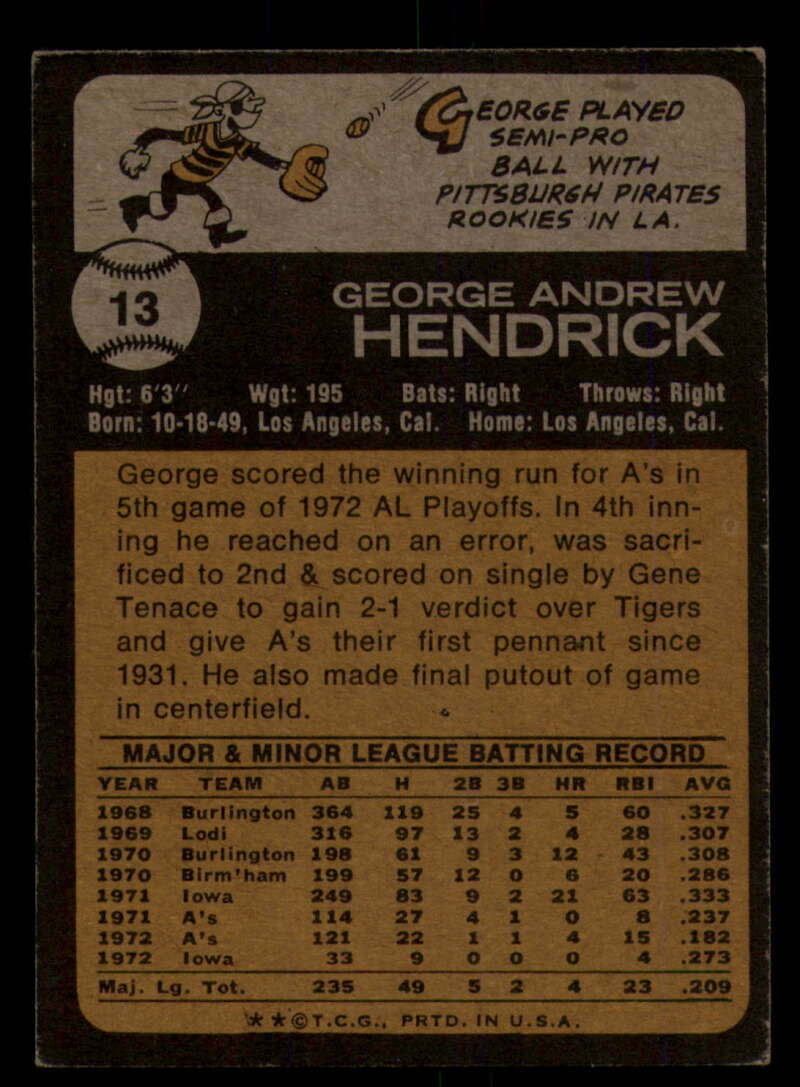 GEORGE PLAYED
SEMI-PRO
BALL WITH
PITTSBURGH PIRATES
ROOKIES IN LA.
13
GEORGE ANDREW
HENDRICK
Hgt: 6'3" Wgt: 195 Bats: Right Throws: Right
Born: 10-18-49, Los Angeles, Cal. Home: Los Angeles, Cal.
George scored the winning run for A's in
5th game of 1972 AL Playoffs. In 4th inn-
ing he reached on an error, was sacri-
ficed to 2nd & scored on single by Gene
Tenace to gain 2-1 verdict over Tigers
and give A's their first pennant since
1931. He also made final putout of game
in centerfield.
MAJOR & MINOR LEAGUE BATTING RECORD
YEAR TEAM AB H 2B 3B HR RBI AVG
1968 Burlington 364 119 25 4 5 60 .327
1969 Lodi 316 97 13 2 4 28 .307
1970 Burlington 198 61 9 3 12 43 .308
1970 Birm'ham 199 57 12 0 6 20 .286
1971 Iowa 249 83 9 2 21 63 .333
1971 A's 114 27 4 1 0 8 .237
1972 A's 121 22 1 1 4 15 .182
1972 Iowa 33 9 0 0 0 4 .273
Maj. Lg. Tot. 235 49 5 2 4 23 .209
★★©T.C.G., PRTD. IN U.S.A.